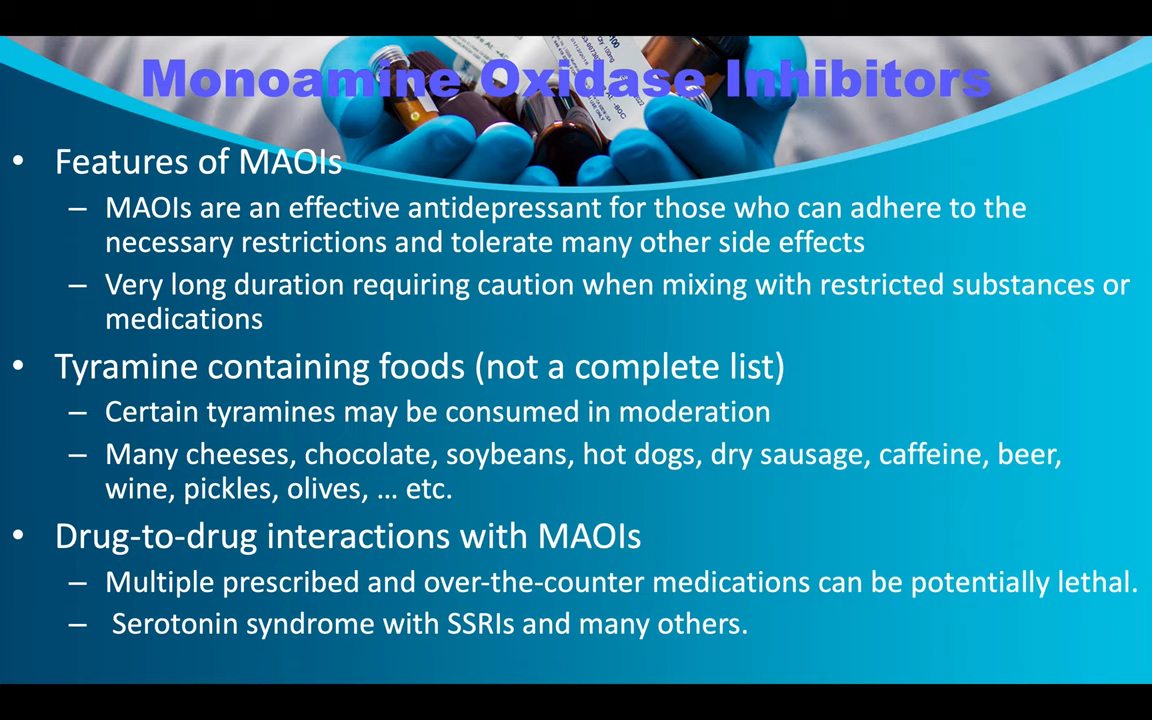 Monoamine Oxidase Inhibitors
• Features of MAOIs
– MAOIs are an effective antidepressant for those who can adhere to the
necessary restrictions and tolerate many other side effects
– Very long duration requiring caution when mixing with restricted substances or
medications
• Tyramine containing foods (not a complete list)
– Certain tyramines may be consumed in moderation
– Many cheeses, chocolate, soybeans, hot dogs, dry sausage, caffeine, beer,
wine, pickles, olives, … etc.
• Drug-to-drug interactions with MAOIs
– Multiple prescribed and over-the-counter medications can be potentially lethal.
– Serotonin syndrome with SSRIs and many others.